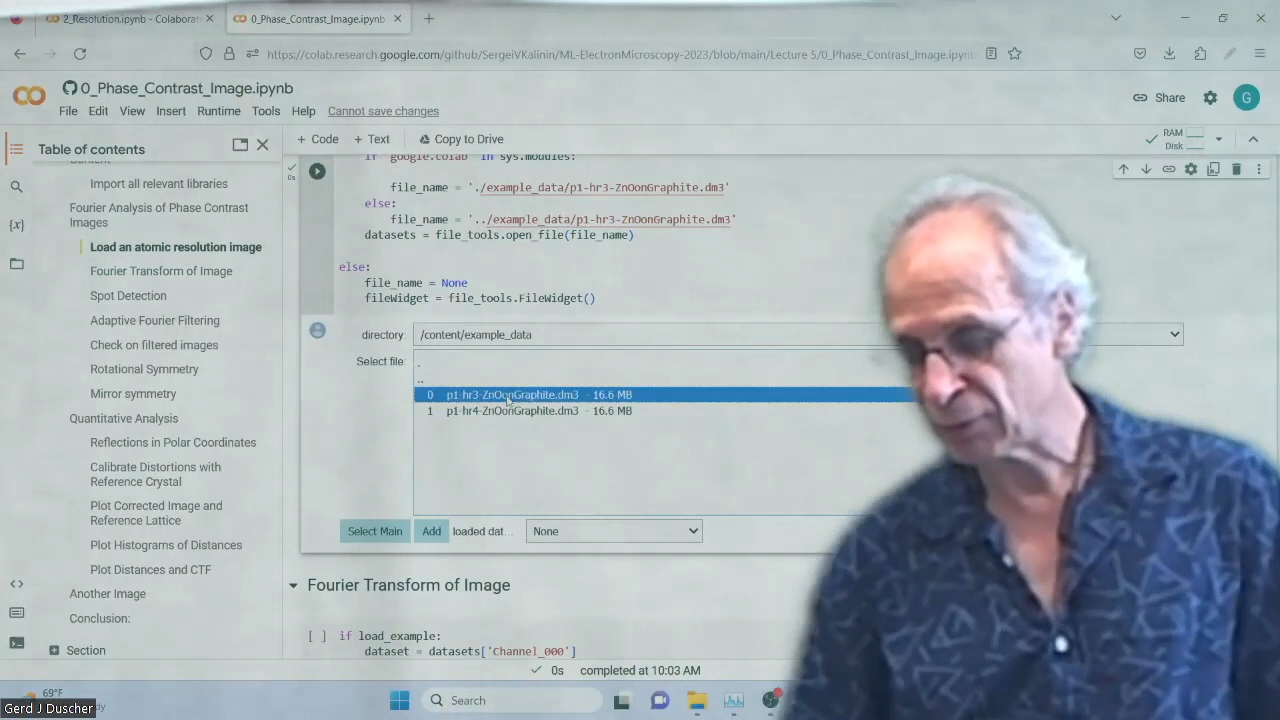 2_Resolution.ipynb - Colaborat
0_Phase_Contrast_Image.ipynb
https://colab.research.google.com/github/SergeiVKalinin/ML-ElectronMicroscopy-2023/blob/main/Lecture 5/0_Phase_Contrast_Image.ipynb
0_Phase_Contrast_Image.ipynb
File Edit View Insert Runtime Tools Help Cannot save changes
Share
G
Table of contents
+ Code + Text Copy to Drive
RAM
Disk
Content
Import all relevant libraries
Fourier Analysis of Phase Contrast
Images
Load an atomic resolution image
Fourier Transform of Image
Spot Detection
Adaptive Fourier Filtering
Check on filtered images
Rotational Symmetry
Mirror symmetry
Quantitative Analysis
Reflections in Polar Coordinates
Calibrate Distortions with
Reference Crystal
Plot Corrected Image and
Reference Lattice
Plot Histograms of Distances
Plot Distances and CTF
Another Image
Conclusion:
Section
{x}
0s
if 'google.colab' in sys.modules:
file_name = './example_data/p1-hr3-ZnOonGraphite.dm3'
else:
file_name = '../example_data/p1-hr3-ZnOonGraphite.dm3'
datasets = file_tools.open_file(file_name)
else:
file_name = None
fileWidget = file_tools.FileWidget()
directory: /content/example_data
Select file: .
..
0 p1-hr3-ZnOonGraphite.dm3 - 16.6 MB
1 p1-hr4-ZnOonGraphite.dm3 - 16.6 MB
Select Main Add loaded dat... None
Fourier Transform of Image
[ ] if load_example:
dataset = datasets['Channel_000']
0s completed at 10:03 AM
69°F
Search
Gerd J Duscher